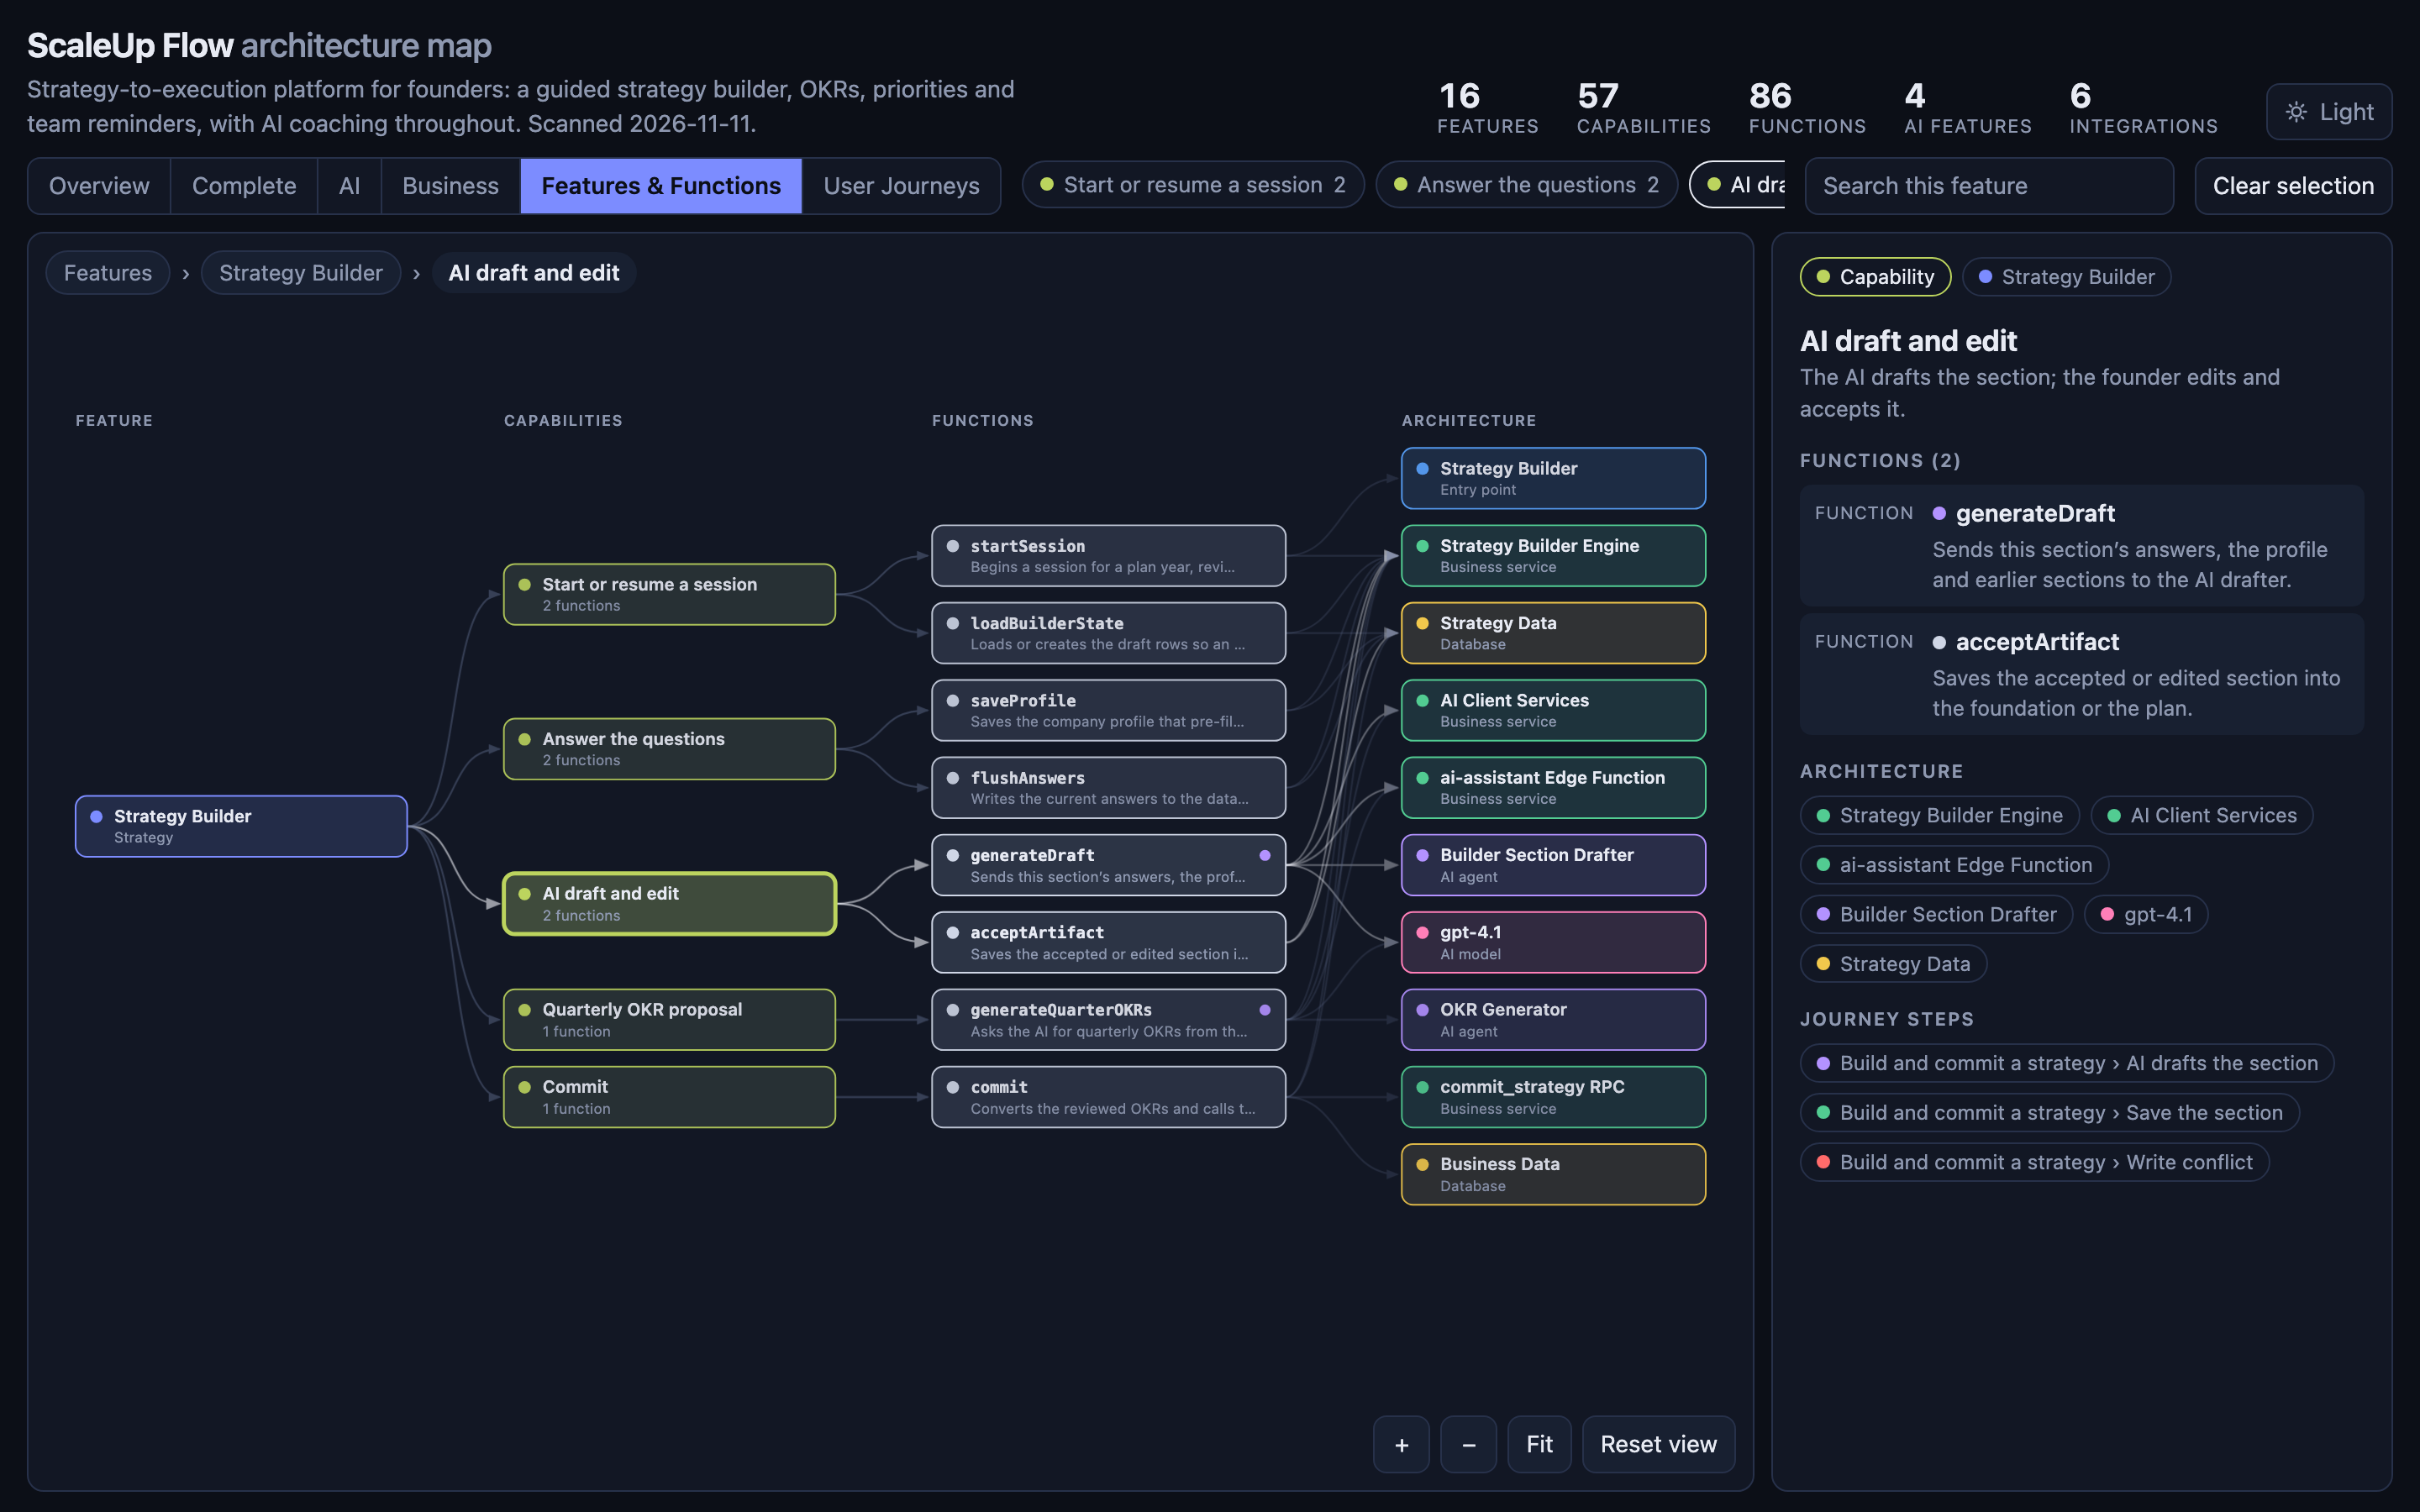 ScaleUp Flow architecture map
Strategy-to-execution platform for founders: a guided strategy builder, OKRs, priorities and
team reminders, with AI coaching throughout. Scanned 2026-11-11.
16
FEATURES
57
CAPABILITIES
86
FUNCTIONS
4
AI FEATURES
6
INTEGRATIONS
Light
Overview
Complete
AI
Business
Features & Functions
User Journeys
Start or resume a session 2
Answer the questions 2
AI dra
Search this feature
Clear selection
Features › Strategy Builder › AI draft and edit
FEATURE
CAPABILITIES
FUNCTIONS
ARCHITECTURE
Strategy Builder
Strategy
Start or resume a session
2 functions
Answer the questions
2 functions
AI draft and edit
2 functions
Quarterly OKR proposal
1 function
Commit
1 function
startSession
Begins a session for a plan year, revi...
loadBuilderState
Loads or creates the draft rows so an ...
saveProfile
Saves the company profile that pre-fil...
flushAnswers
Writes the current answers to the data...
generateDraft
Sends this section's answers, the prof...
acceptArtifact
Saves the accepted or edited section i...
generateQuarterOKRs
Asks the AI for quarterly OKRs from th...
commit
Converts the reviewed OKRs and calls t...
Strategy Builder
Entry point
Strategy Builder Engine
Business service
Strategy Data
Database
AI Client Services
Business service
ai-assistant Edge Function
Business service
Builder Section Drafter
AI agent
gpt-4.1
AI model
OKR Generator
AI agent
commit_strategy RPC
Business service
Business Data
Database
+
−
Fit
Reset view
Capability
Strategy Builder
AI draft and edit
The AI drafts the section; the founder edits and
accepts it.
FUNCTIONS (2)
FUNCTION generateDraft
Sends this section's answers, the profile
and earlier sections to the AI drafter.
FUNCTION acceptArtifact
Saves the accepted or edited section into
the foundation or the plan.
ARCHITECTURE
Strategy Builder Engine
AI Client Services
ai-assistant Edge Function
Builder Section Drafter
gpt-4.1
Strategy Data
JOURNEY STEPS
Build and commit a strategy › AI drafts the section
Build and commit a strategy › Save the section
Build and commit a strategy › Write conflict